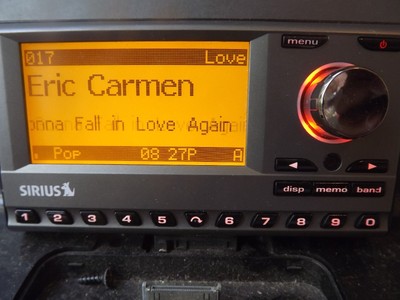 017 Love
Eric Carmen
onna Fall in Love Again
Pop 08 27P A
menu
disp memo band
SIRIUS
1 2 3 4 5 6 7 8 9 0